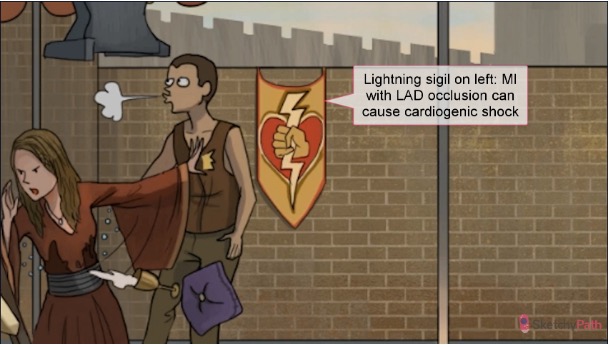 Lightning sigil on left: MI
with LAD occlusion can
cause cardiogenic shock
SketchyPath